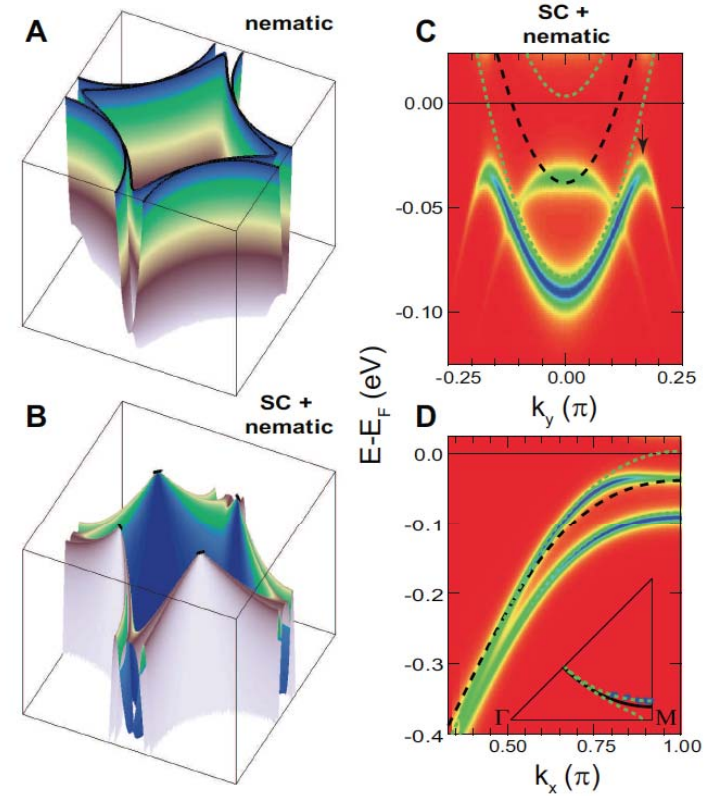 A
nematic
B
SC +
nematic
C
SC +
nematic
0.00
-0.05
-0.10
-0.25
0.00
0.25
k_y (π)
E-E_F (eV)
D
0.0
-0.1
-0.2
-0.3
-0.4
Γ
M
0.50
0.75
1.00
k_x (π)